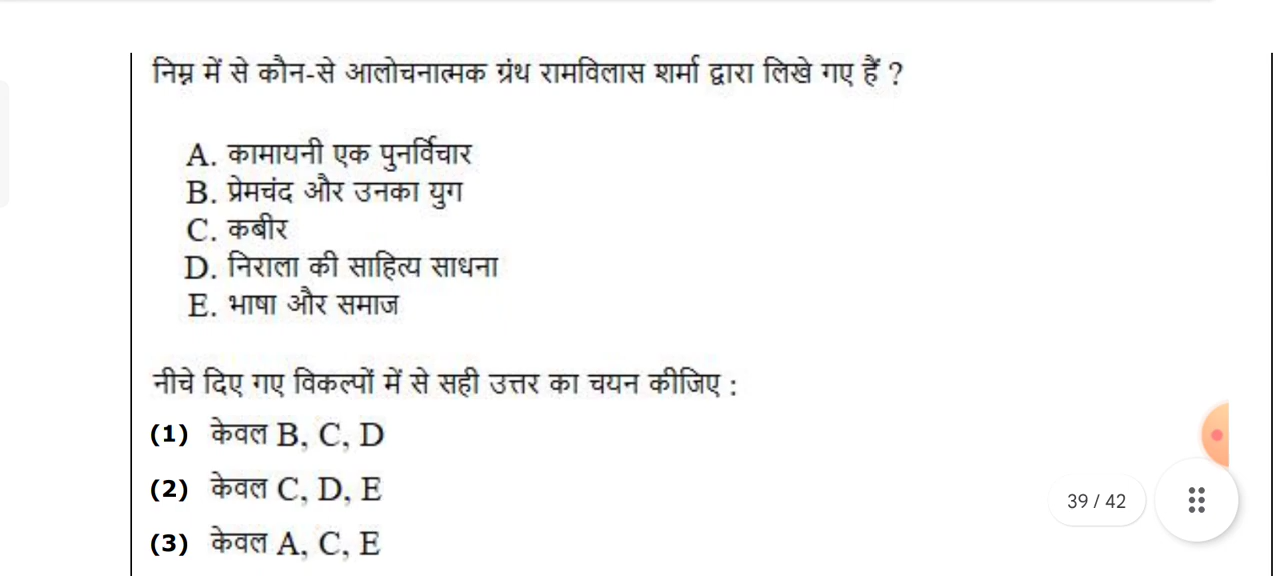 निम्न में से कौन-से आलोचनात्मक ग्रंथ रामविलास शर्मा द्वारा लिखे गए हैं ?
A. कामायनी एक पुनर्विचार
B. प्रेमचंद और उनका युग
C. कबीर
D. निराला की साहित्य साधना
E. भाषा और समाज
नीचे दिए गए विकल्पों में से सही उत्तर का चयन कीजिए :
(1) केवल B, C, D
(2) केवल C, D, E
39 / 42
(3) केवल A, C, E